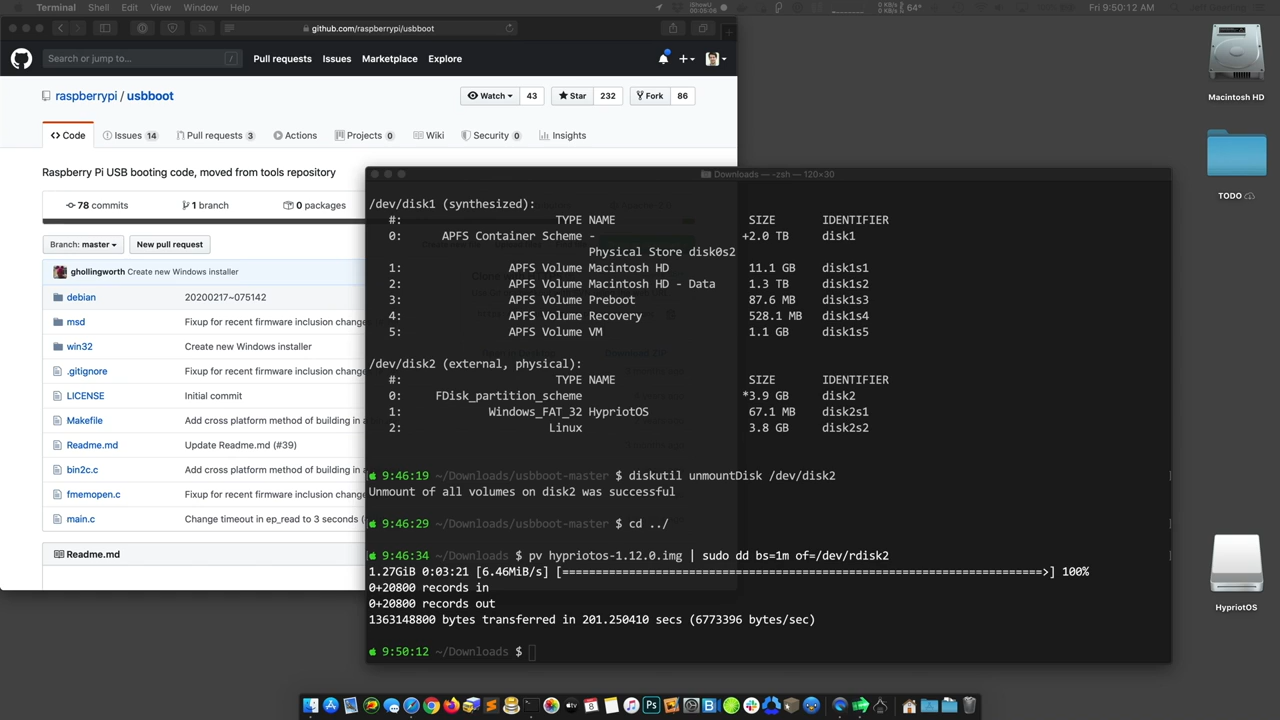 Terminal Shell Edit View Window Help
64° Fri 9:50:12 AM
github.com/raspberrypi/usbboot
Search or jump to... /
Pull requests Issues Marketplace Explore
raspberrypi / usbboot
Watch 43 Star 232 Fork 86
Code Issues 14 Pull requests 3 Actions Projects 0 Wiki Security 0 Insights
Raspberry Pi USB booting code, moved from tools repository
78 commits 1 branch 0 packages
Branch: master New pull request
ghollingworth Create new Windows installer
debian 20200217~075142
msd Fixup for recent firmware inclusion change
win32 Create new Windows installer
.gitignore Fixup for recent firmware inclusion change
LICENSE Initial commit
Makefile Add cross platform method of building in a
Readme.md Update Readme.md (#39)
bin2c.c Add cross platform method of building in a
fmemopen.c Fixup for recent firmware inclusion change
main.c Change timeout in ep_read to 3 seconds (
Readme.md
Downloads — -zsh — 120×30
/dev/disk1 (synthesized):
#: TYPE NAME SIZE IDENTIFIER
0: APFS Container Scheme - +2.0 TB disk1
Physical Store disk0s2
1: APFS Volume Macintosh HD 11.1 GB disk1s1
2: APFS Volume Macintosh HD - Data 1.3 TB disk1s2
3: APFS Volume Preboot 87.6 MB disk1s3
4: APFS Volume Recovery 528.1 MB disk1s4
5: APFS Volume VM 1.1 GB disk1s5
/dev/disk2 (external, physical):
#: TYPE NAME SIZE IDENTIFIER
0: FDisk_partition_scheme *3.9 GB disk2
1: Windows_FAT_32 HypriotOS 67.1 MB disk2s1
2: Linux 3.8 GB disk2s2
9:46:19 ~/Downloads/usbboot-master $ diskutil unmountDisk /dev/disk2
Unmount of all volumes on disk2 was successful
9:46:29 ~/Downloads/usbboot-master $ cd ../
9:46:34 ~/Downloads $ pv hypriotos-1.12.0.img | sudo dd bs=1m of=/dev/rdisk2
1.27GiB 0:03:21 [6.46MiB/s] [========================================================================>] 100%
0+20800 records in
0+20800 records out
1363148800 bytes transferred in 201.250410 secs (6773396 bytes/sec)
9:50:12 ~/Downloads $
Macintosh HD
TODO
HypriotOS